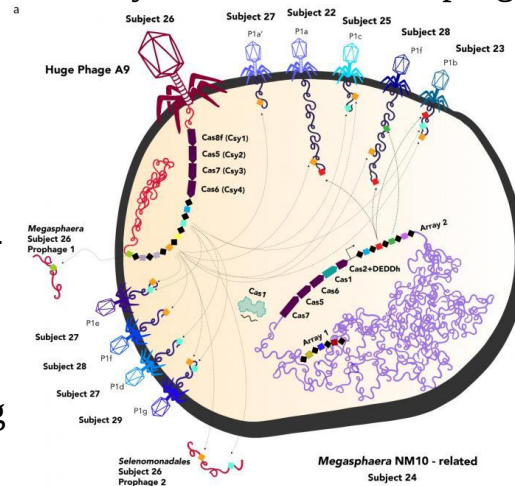 a
Subject 26
Subject 27
Subject 22
Subject 25
Subject 28
Subject 23
P1a'
P1a
P1c
P1f
P1b
Huge Phage A9
Cas8f (Csy1)
Cas5 (Csy2)
Cas7 (Csy3)
Cas6 (Csy4)
Array 2
Cas2+DEDDh
Cas1
Cas6
Cas5
Cas7
Cas1
Array 1
Megasphaera
Subject 26
Prophage 1
P1e
Subject 27
P1f
Subject 28
P1d
Subject 27
P1g
Subject 29
Selenomonadales
Subject 26
Prophage 2
Megasphaera NM10 - related
Subject 24